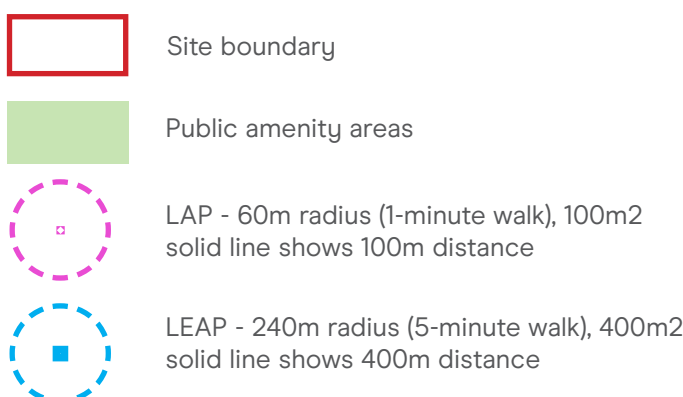 Site boundary
Public amenity areas
LAP - 60m radius (1-minute walk), 100m2
solid line shows 100m distance
LEAP - 240m radius (5-minute walk), 400m2
solid line shows 400m distance